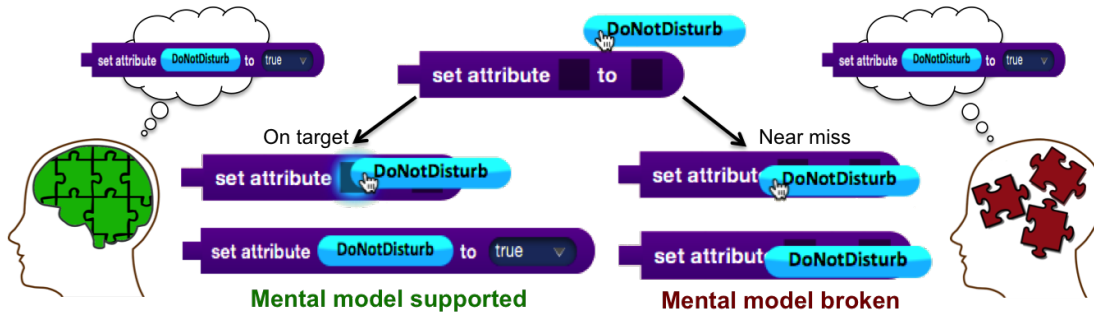 DoNotDisturb
set attribute DoNotDisturb to true
set attribute to
set attribute DoNotDisturb to true
On target
Near miss
set attribute DoNotDisturb
set attribut DoNotDisturb
set attribute DoNotDisturb to true
set attribut DoNotDisturb
Mental model supported
Mental model broken